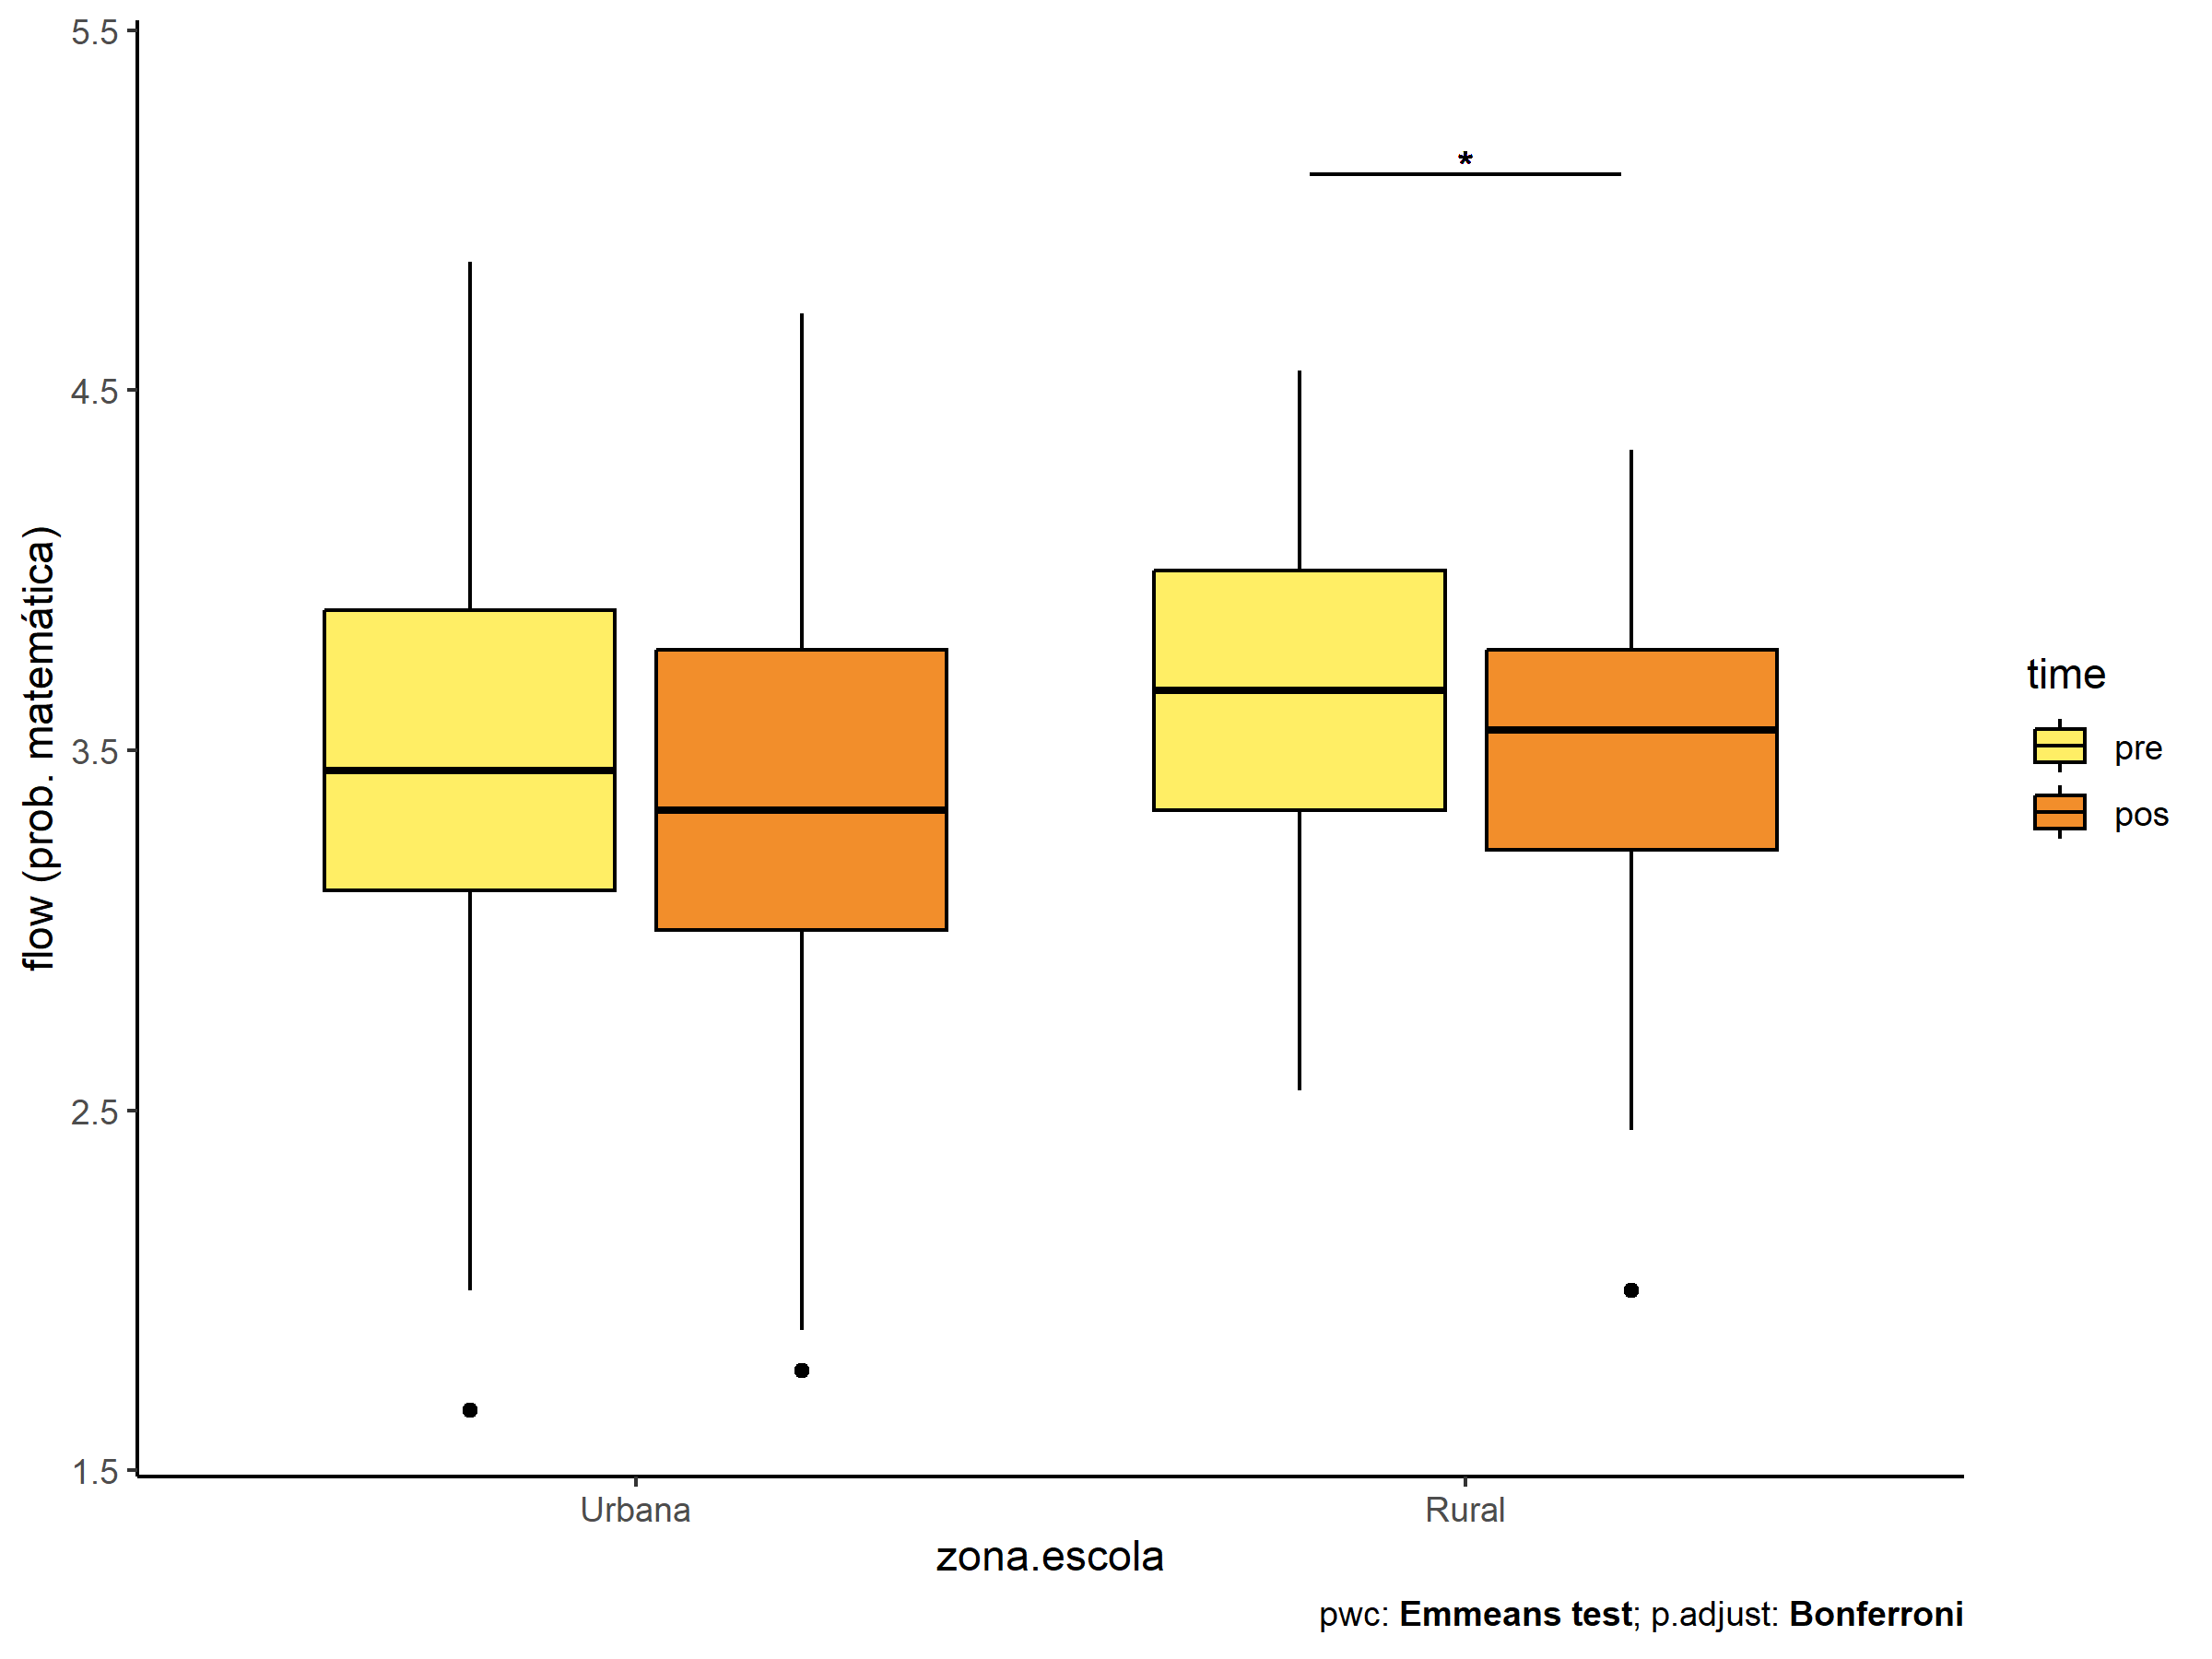 5.5
4.5
3.5
2.5
1.5
flow (prob. matemática)
*
Urbana
Rural
zona.escola
time
pre
pos
pwc: Emmeans test; p.adjust: Bonferroni